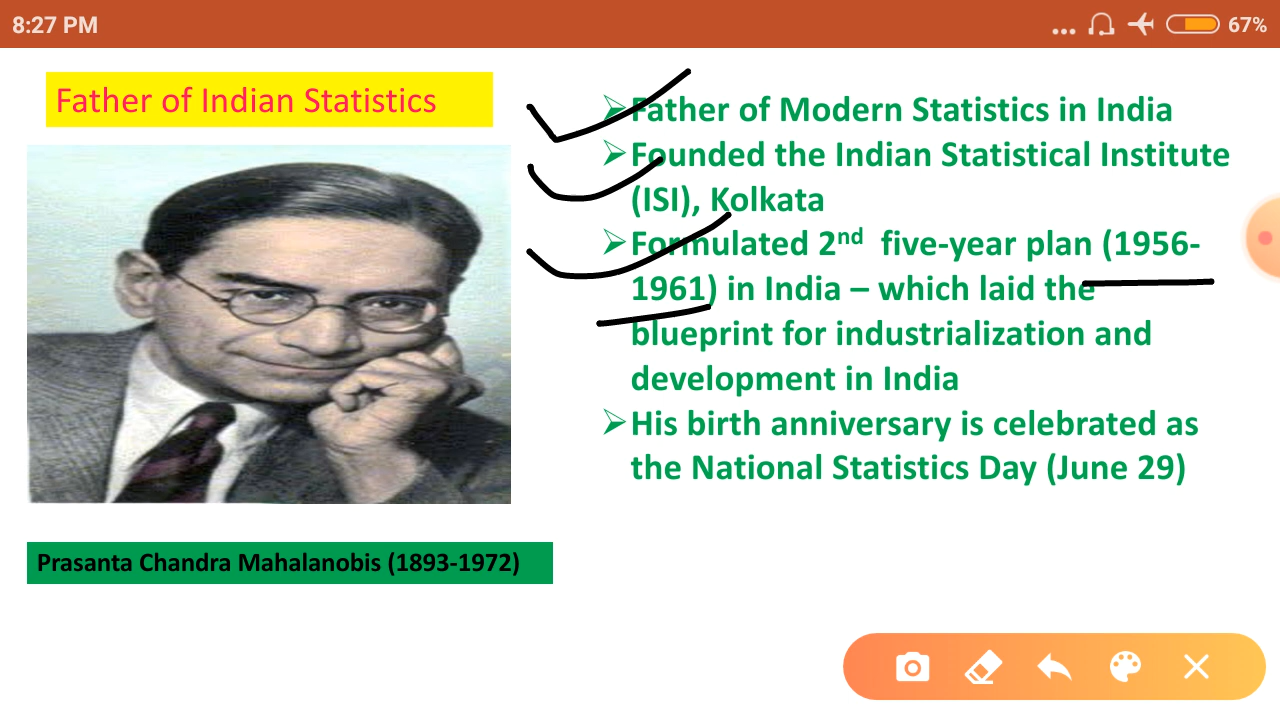 8:27 PM
67%
Father of Indian Statistics
➢Father of Modern Statistics in India
➢Founded the Indian Statistical Institute
(ISI), Kolkata
➢Formulated 2nd five-year plan (1956-
1961) in India – which laid the
blueprint for industrialization and
development in India
➢His birth anniversary is celebrated as
the National Statistics Day (June 29)
Prasanta Chandra Mahalanobis (1893-1972)